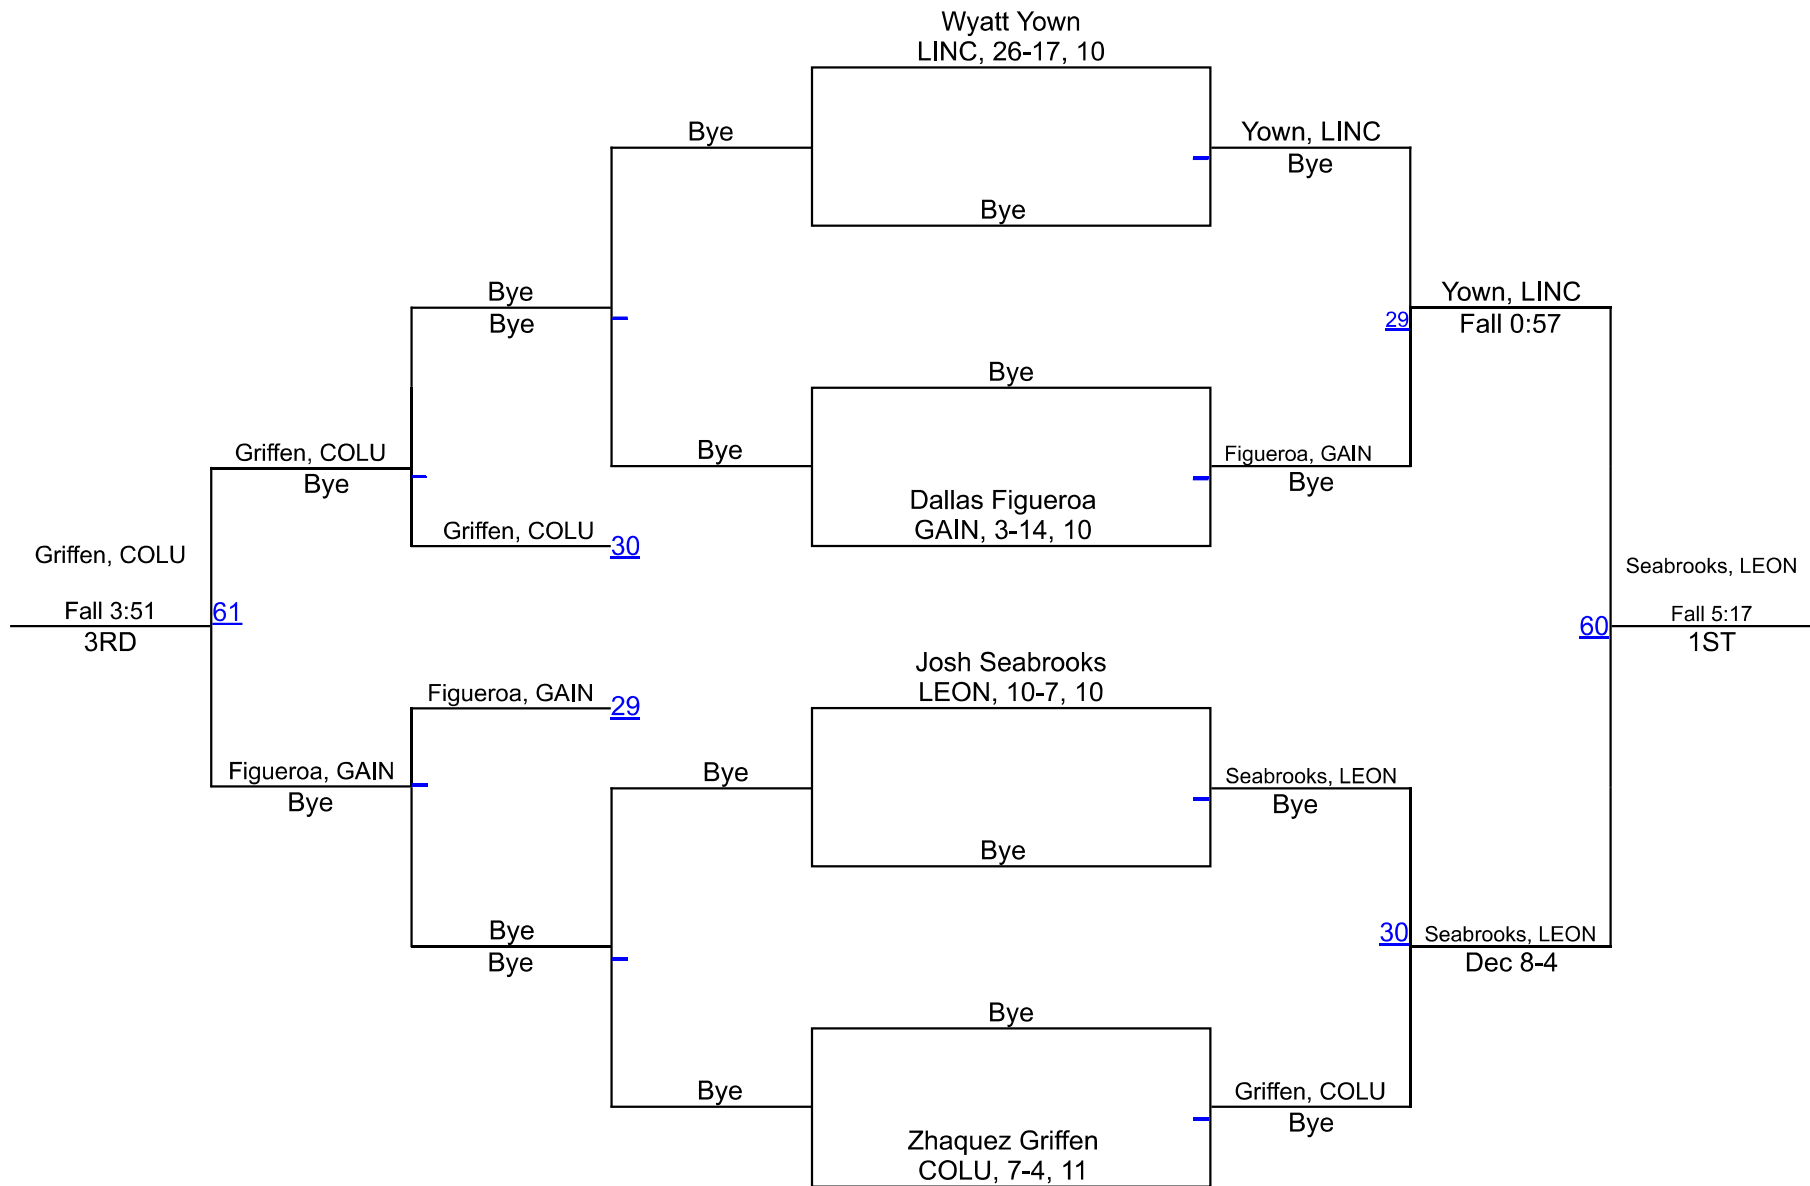 Wyatt Yown
LINC, 26-17, 10
Bye
Yown, LINC
Bye
Bye
Bye
Bye
Yown, LINC
29
Fall 0:57
Bye
Griffen, COLU
Bye
Bye
Figueroa, GAIN
Bye
Dallas Figueroa
GAIN, 3-14, 10
Griffen, COLU
30
Griffen, COLU
Seabrooks, LEON
Fall 3:51
61
3RD
60
Fall 5:17
1ST
Josh Seabrooks
LEON, 10-7, 10
Figueroa, GAIN
29
Figueroa, GAIN
Bye
Bye
Seabrooks, LEON
Bye
Bye
Bye
Bye
30
Seabrooks, LEON
Dec 8-4
Bye
Bye
Griffen, COLU
Bye
Zhaquez Griffen
COLU, 7-4, 11